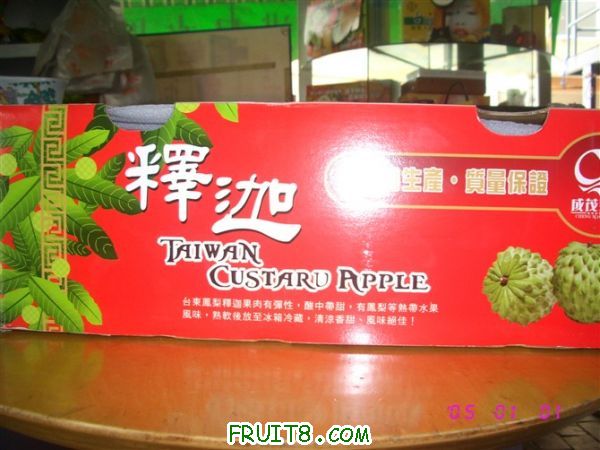 釋迦
TAIWAN
CUSTARU APPLE
生產・質量保證
成茂
台東鳳梨釋迦果肉有彈性，酸中帶甜，有鳳梨等熱帶水果
風味，熟軟後放至冰箱冷藏，清涼香甜、風味絕佳！
'05 01 01
FRUIT8.COM